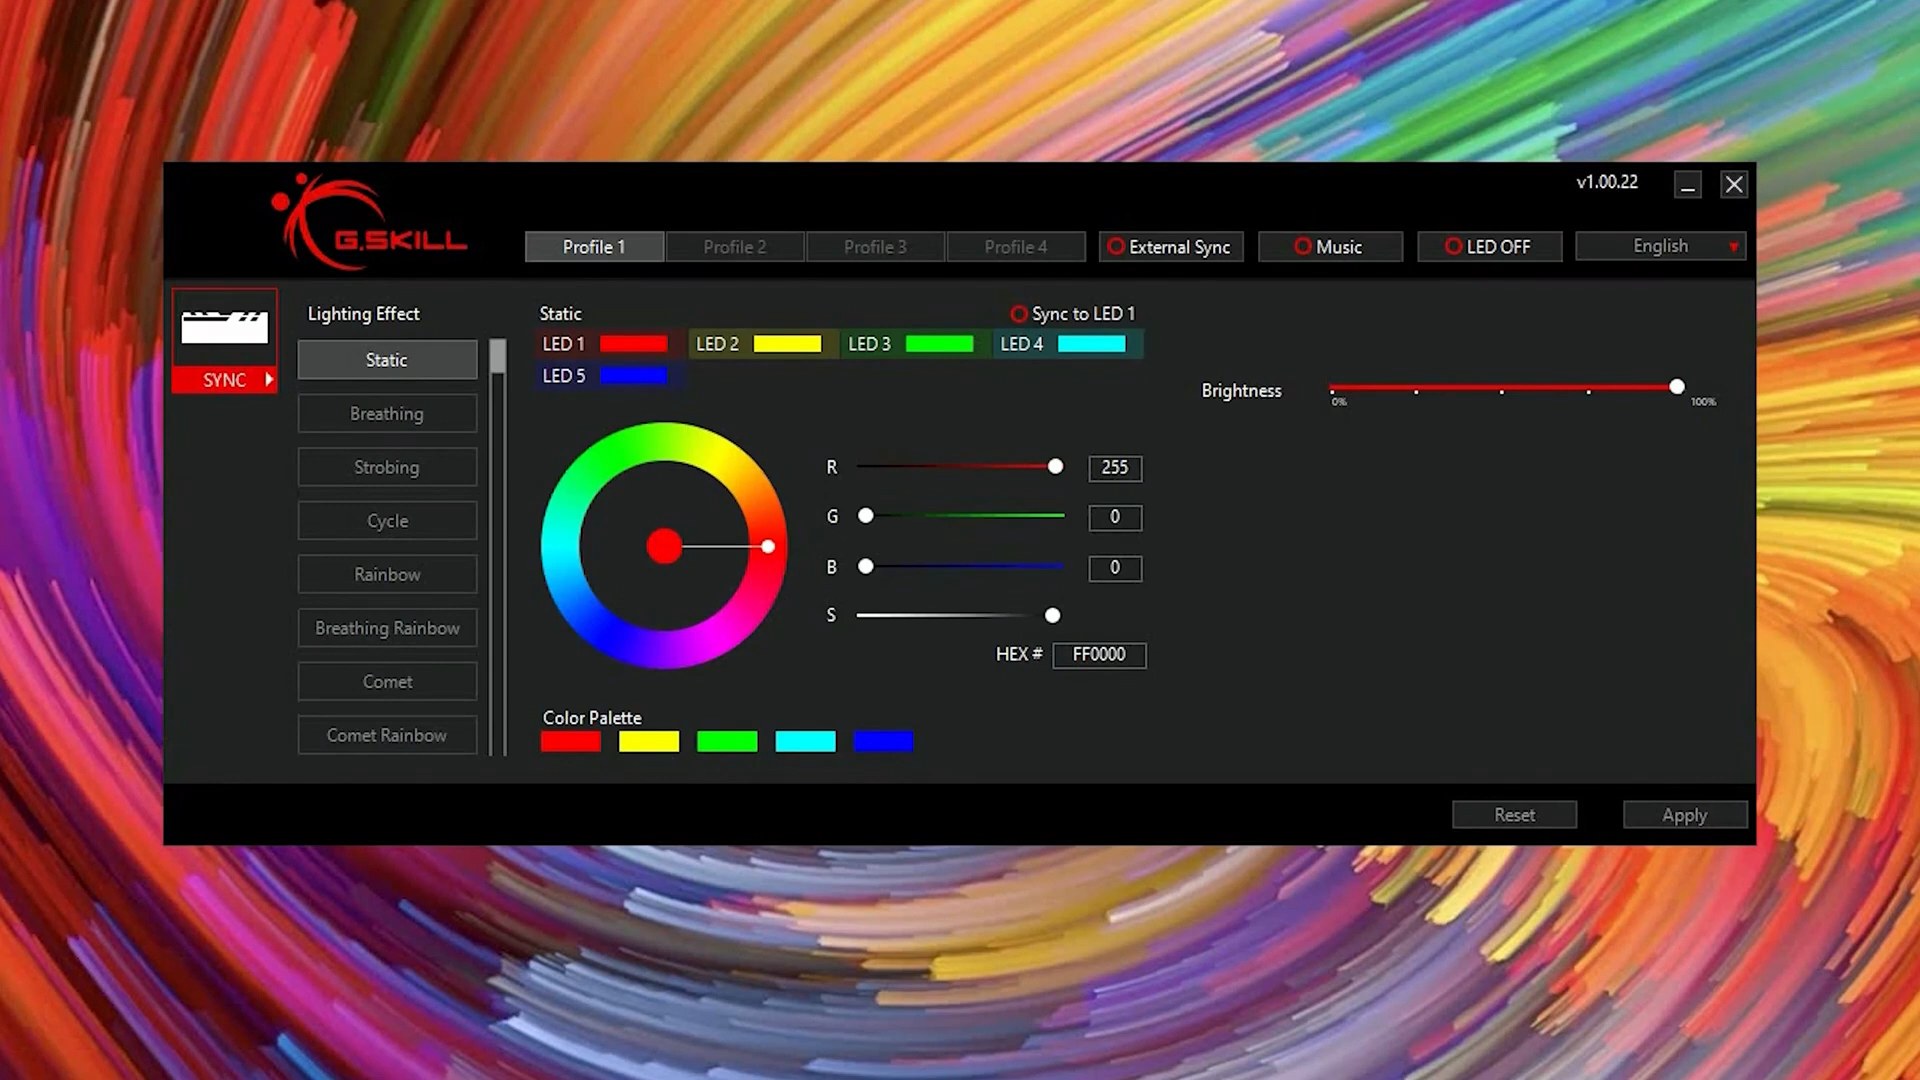 v1.00.22
G.SKILL
Profile 1 Profile 2 Profile 3 Profile 4 External Sync Music LED OFF English
SYNC
Lighting Effect
Static
Breathing
Strobing
Cycle
Rainbow
Breathing Rainbow
Comet
Comet Rainbow
Static Sync to LED 1
LED 1 LED 2 LED 3 LED 4
LED 5
R 255
G 0
B 0
S
HEX # FF0000
Color Palette
Brightness
0% 100%
Reset Apply